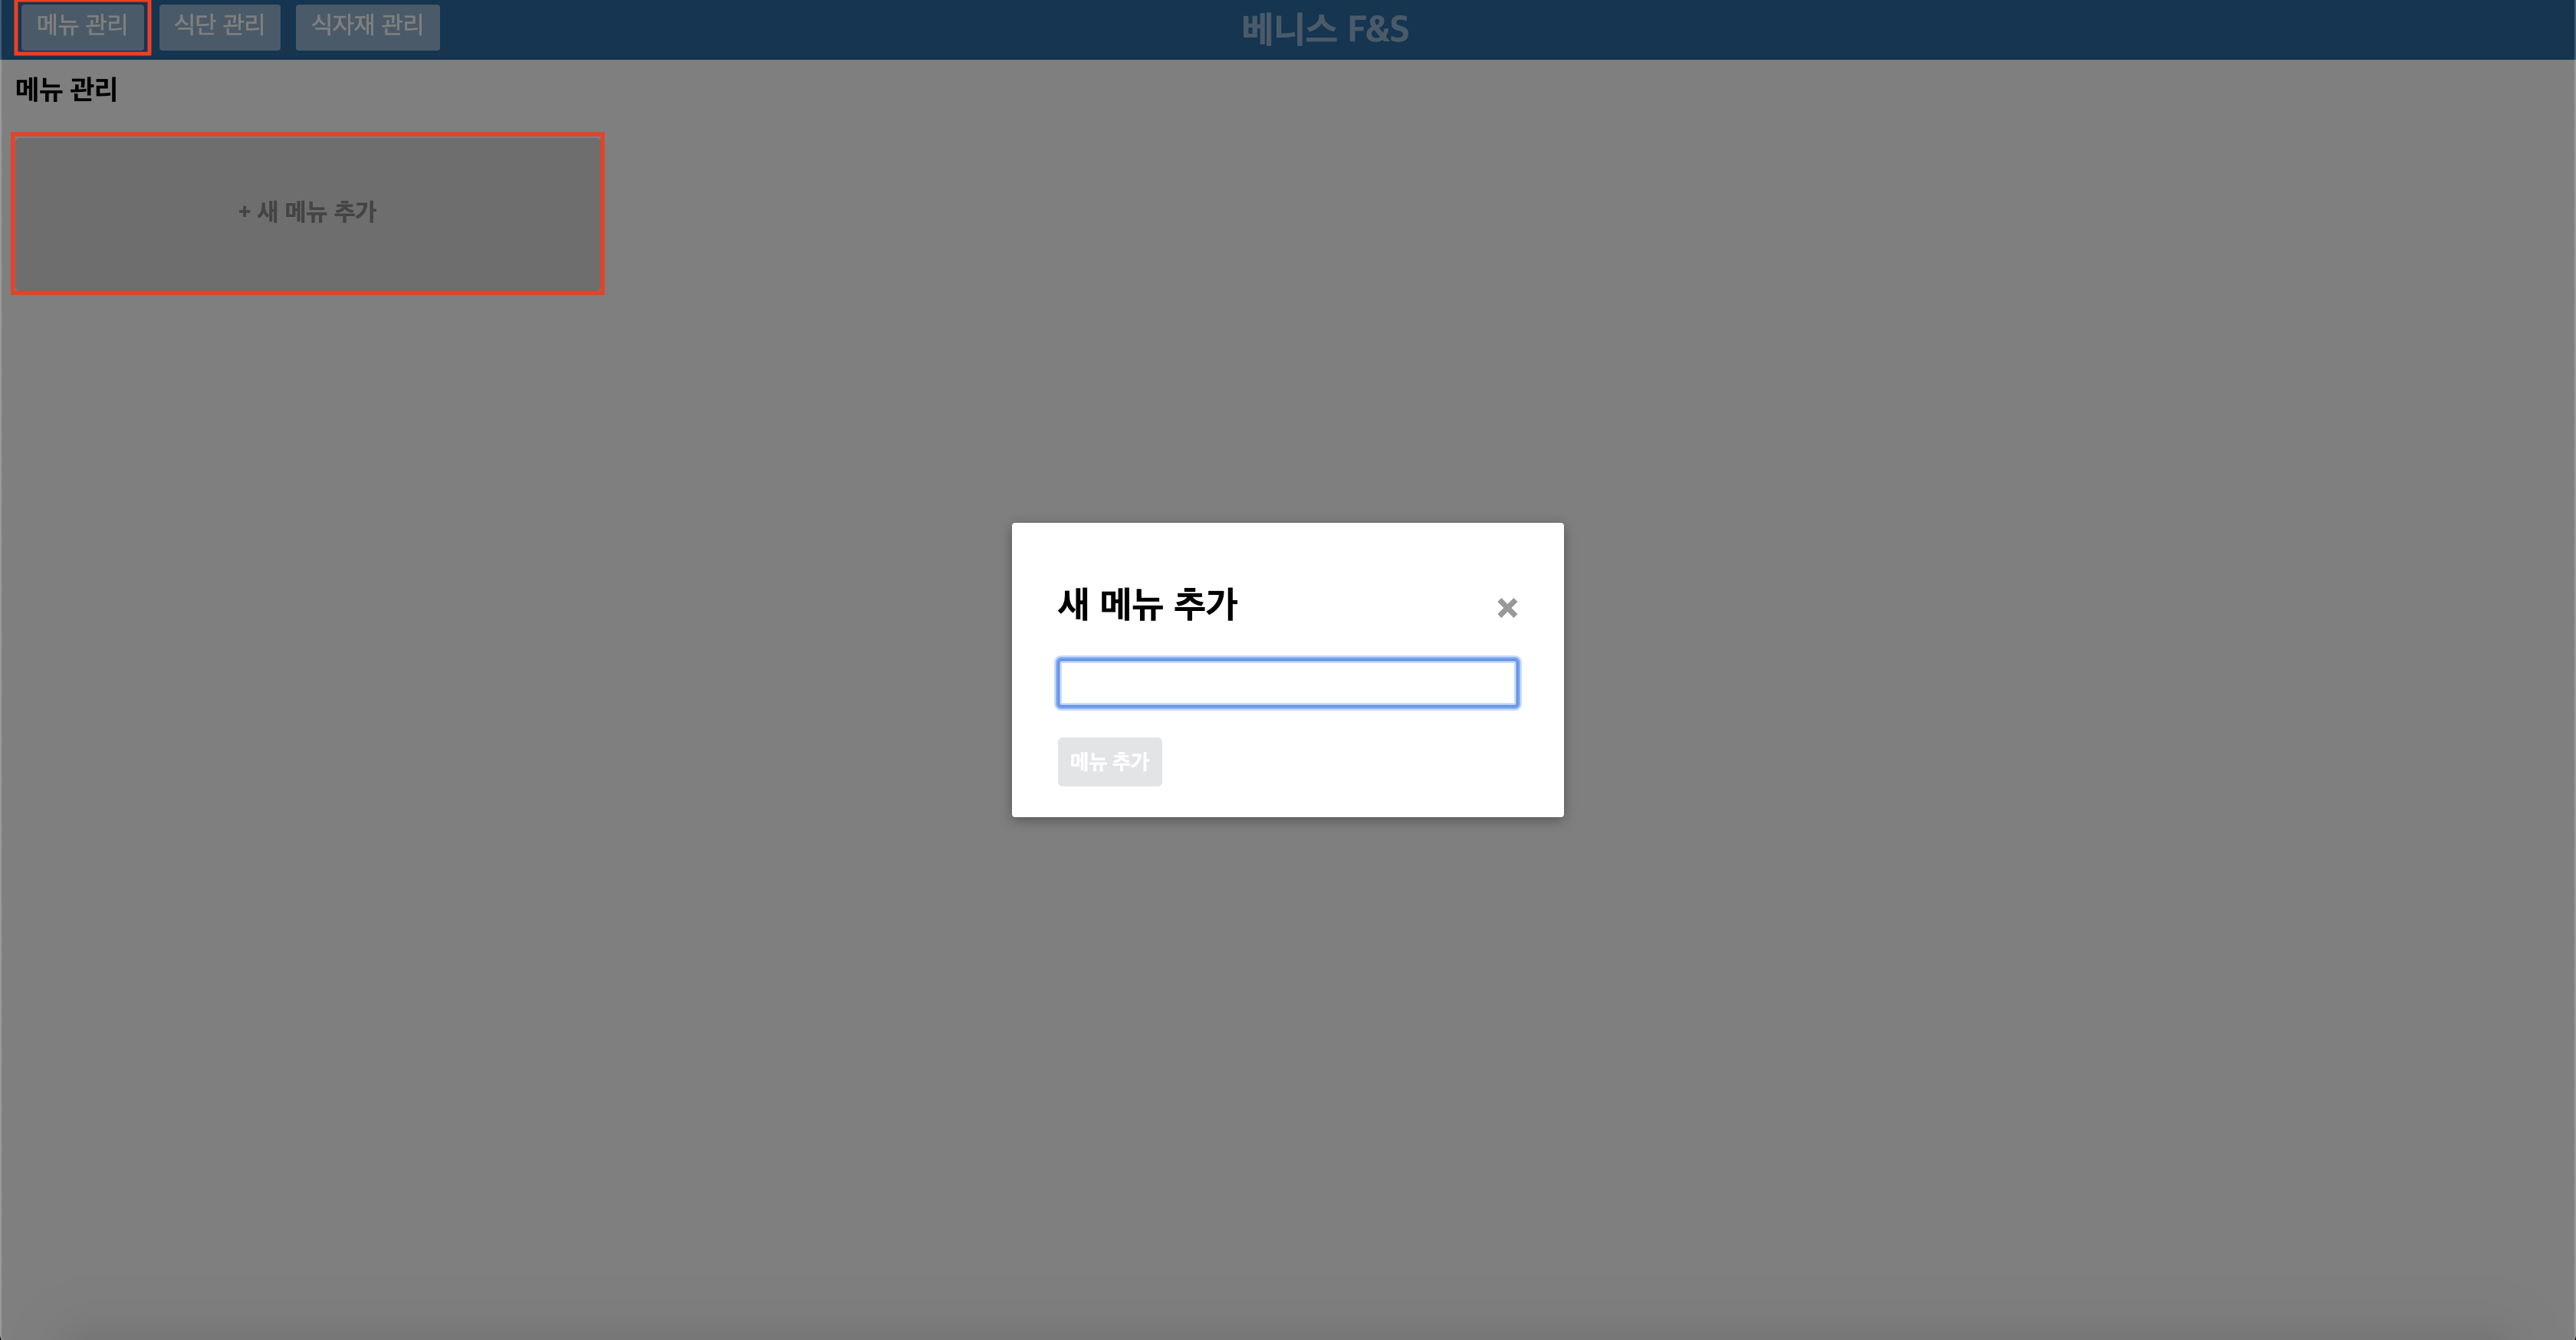 메뉴 관리 식단 관리 식자재 관리 베니스 F&S
메뉴 관리
+ 새 메뉴 추가
새 메뉴 추가
메뉴 추가